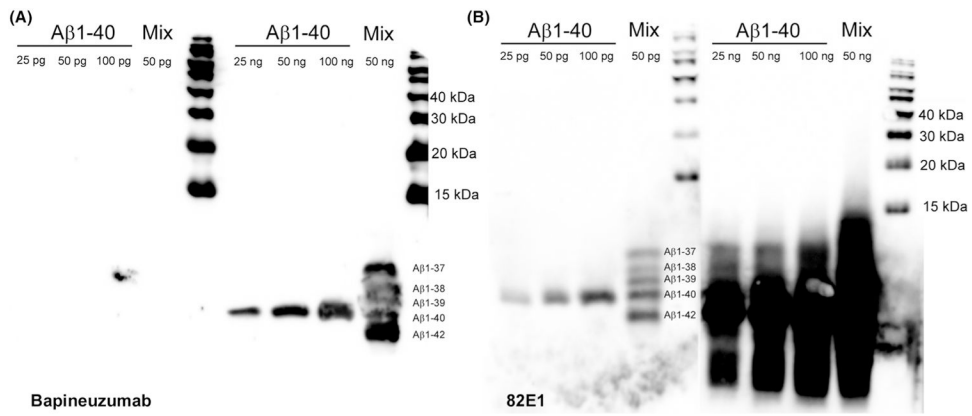 (A)
Aβ1-40 Mix Aβ1-40 Mix
25 pg 50 pg 100 pg 50 pg 25 ng 50 ng 100 ng 50 ng
40 kDa
30 kDa
20 kDa
15 kDa
Aβ1-37
Aβ1-38
Aβ1-39
Aβ1-40
Aβ1-42
Bapineuzumab
(B)
Aβ1-40 Mix Aβ1-40 Mix
25 pg 50 pg 100 pg 50 pg 25 ng 50 ng 100 ng 50 ng
40 kDa
30 kDa
20 kDa
15 kDa
Aβ1-37
Aβ1-38
Aβ1-39
Aβ1-40
Aβ1-42
82E1